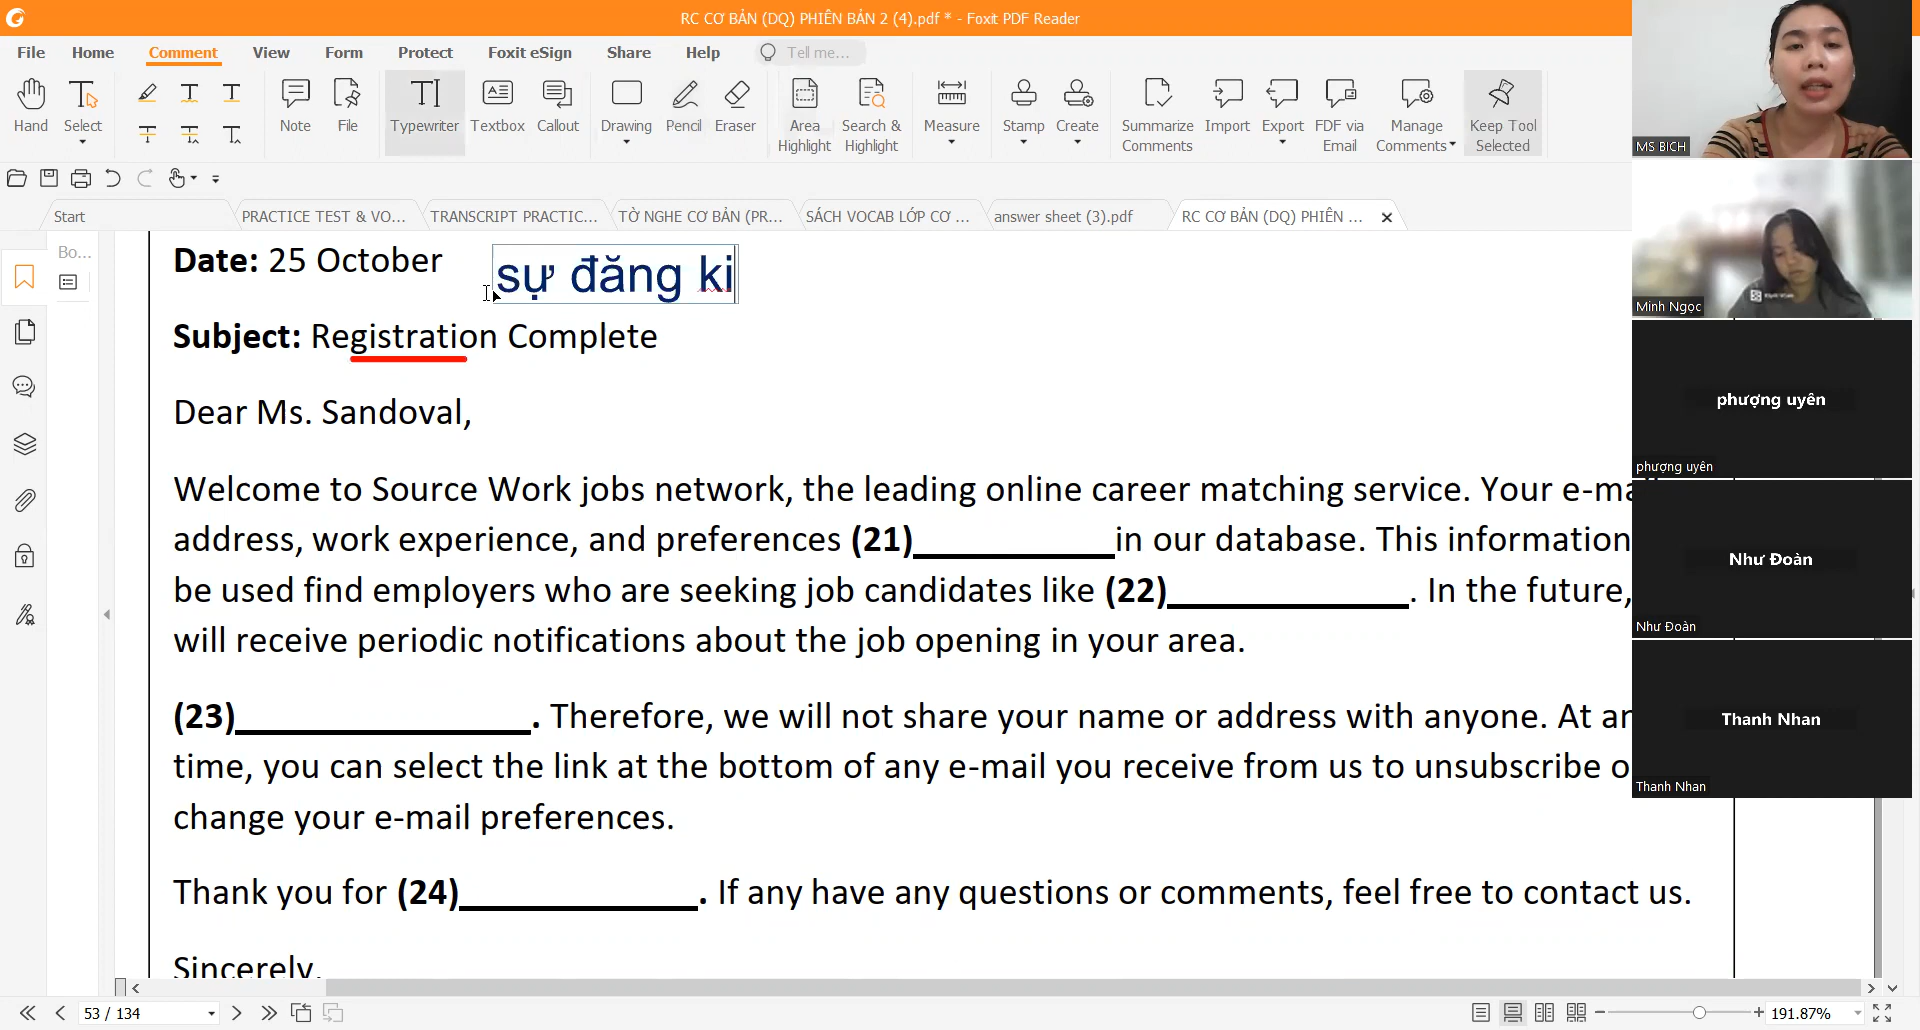 RC CƠ BẢN (DQ) PHIÊN BẢN 2 (4).pdf * - Foxit PDF Reader
File Home Comment View Form Protect Foxit eSign Share Help Tell me...
Hand Select Note File Typewriter Textbox Callout Drawing Pencil Eraser Area Highlight Search & Highlight Measure Stamp Create Summarize Comments Import Export FDF via Email Manage Comments Keep Tool Selected
Start PRACTICE TEST & VO... TRANSCRIPT PRACTIC... TỜ NGHE CƠ BẢN (PR... SÁCH VOCAB LỚP CƠ ... answer sheet (3).pdf RC CƠ BẢN (DQ) PHIÊN ...
Bo...
Date: 25 October
sự đăng ki
Subject: Registration Complete
Dear Ms. Sandoval,
Welcome to Source Work jobs network, the leading online career matching service. Your e-ma
address, work experience, and preferences (21)__________in our database. This information
be used find employers who are seeking job candidates like (22)____________. In the future,
will receive periodic notifications about the job opening in your area.
(23)_______________. Therefore, we will not share your name or address with anyone. At an
time, you can select the link at the bottom of any e-mail you receive from us to unsubscribe o
change your e-mail preferences.
Thank you for (24)____________. If any have any questions or comments, feel free to contact us.
Sincerely,
MS BICH
Minh Ngọc
phượng uyên
phượng uyên
Như Đoàn
Như Đoàn
Thanh Nhan
Thanh Nhan
53 / 134
191.87%